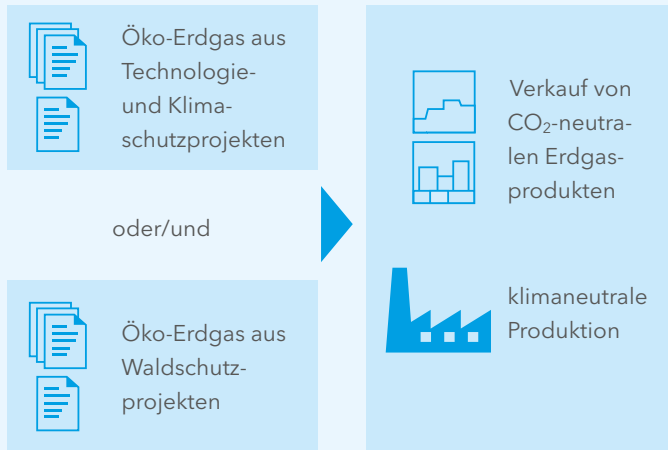 Öko-Erdgas aus
Technologie-
und Klima-
schutzprojekten
oder/und
Öko-Erdgas aus
Waldschutz-
projekten
Verkauf von
CO₂-neutra-
len Erdgas-
produkten
klimaneutrale
Produktion